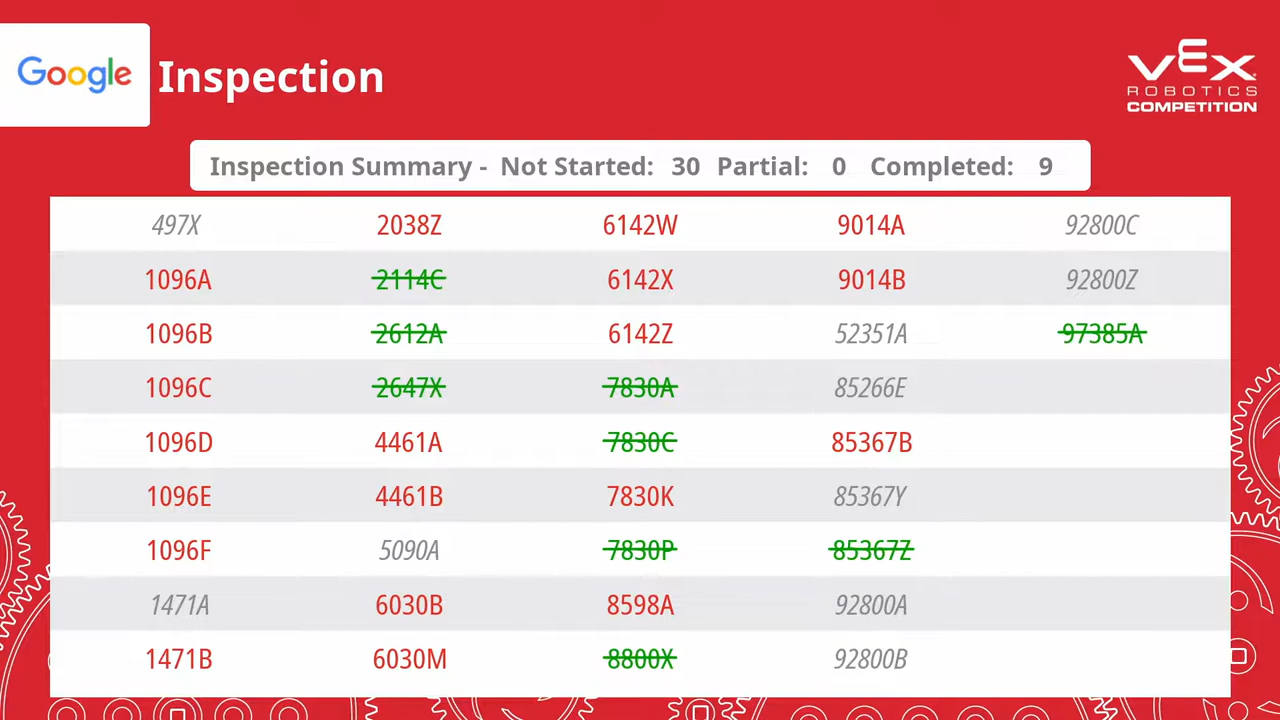 Google Inspection
VEX
ROBOTICS
COMPETITION
Inspection Summary - Not Started: 30 Partial: 0 Completed: 9
497X 2038Z 6142W 9014A 92800C
1096A 2114C 6142X 9014B 92800Z
1096B 2612A 6142Z 52351A 97385A
1096C 2647X 7830A 85266E
1096D 4461A 7830C 85367B
1096E 4461B 7830K 85367Y
1096F 5090A 7830P 85367Z
1471A 6030B 8598A 92800A
1471B 6030M 8800X 92800B